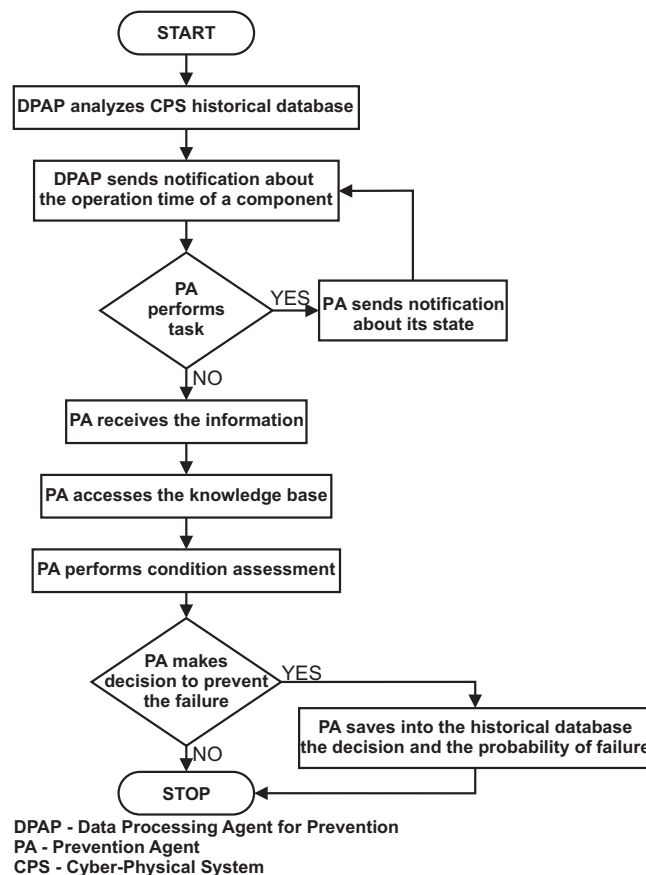 START
DPAP analyzes CPS historical database
DPAP sends notification about
the operation time of a component
PA
performs
task
YES
PA sends notification
about its state
NO
PA receives the information
PA accesses the knowledge base
PA performs condition assessment
PA makes
decision to prevent
the failure
YES
PA saves into the historical database
the decision and the probability of failure
NO
STOP
DPAP - Data Processing Agent for Prevention
PA - Prevention Agent
CPS - Cyber-Physical System